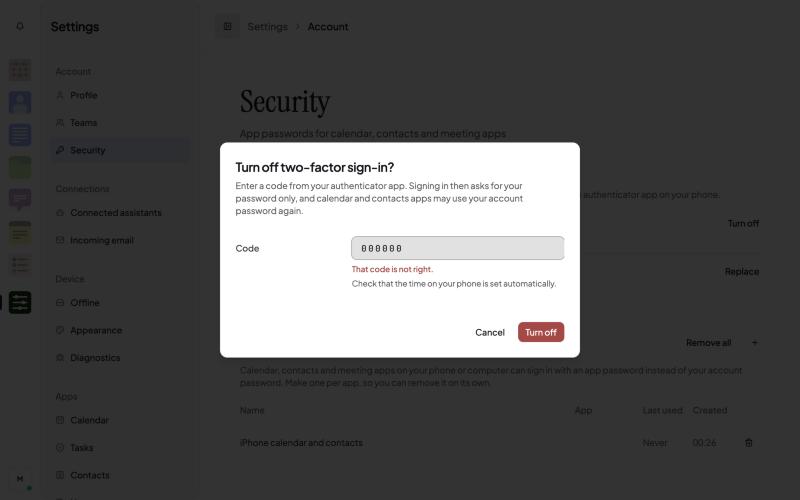 Settings
Settings > Account
Account
Profile
Teams
Security
Connections
Connected assistants
Incoming email
Device
Offline
Appearance
Diagnostics
Apps
Calendar
Tasks
Contacts
M
Security
App passwords for calendar, contacts and meeting apps
authenticator app on your phone.
Turn off
Replace
Turn off two-factor sign-in?
Enter a code from your authenticator app. Signing in then asks for your
password only, and calendar and contacts apps may use your account
password again.
Code
000000
That code is not right.
Check that the time on your phone is set automatically.
Cancel
Turn off
Remove all +
Calendar, contacts and meeting apps on your phone or computer can sign in with an app password instead of your account
password. Make one per app, so you can remove it on its own.
Name App Last used Created
iPhone calendar and contacts Never 00:26